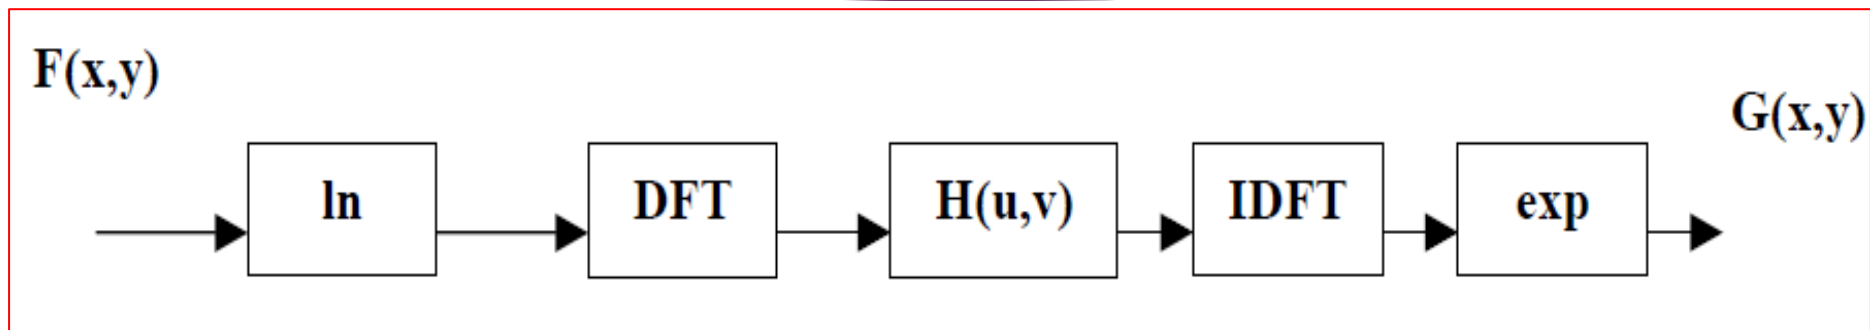 F(x,y)
G(x,y)
ln
DFT
H(u,v)
IDFT
exp